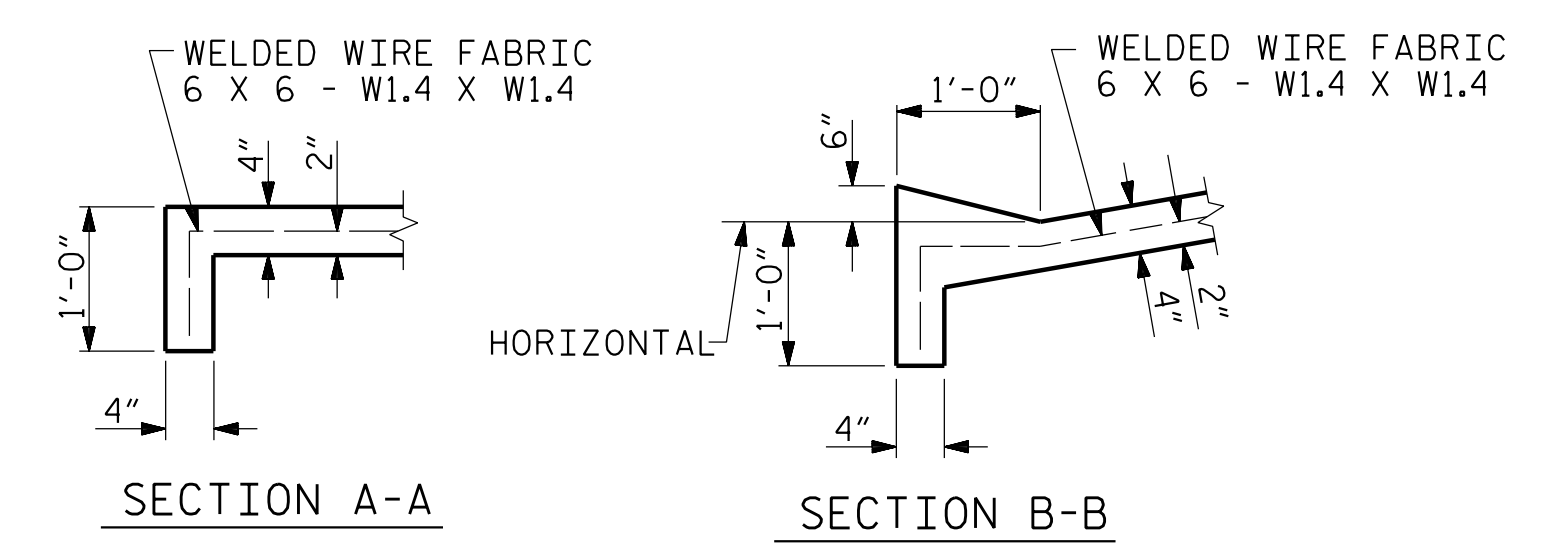 WELDED WIRE FABRIC
6 X 6 - W1.4 X W1.4
4"
2"
1'-0"
4"
SECTION A-A
WELDED WIRE FABRIC
6 X 6 - W1.4 X W1.4
1'-0"
6"
1'-0"
HORIZONTAL
4"
2"
4"
SECTION B-B